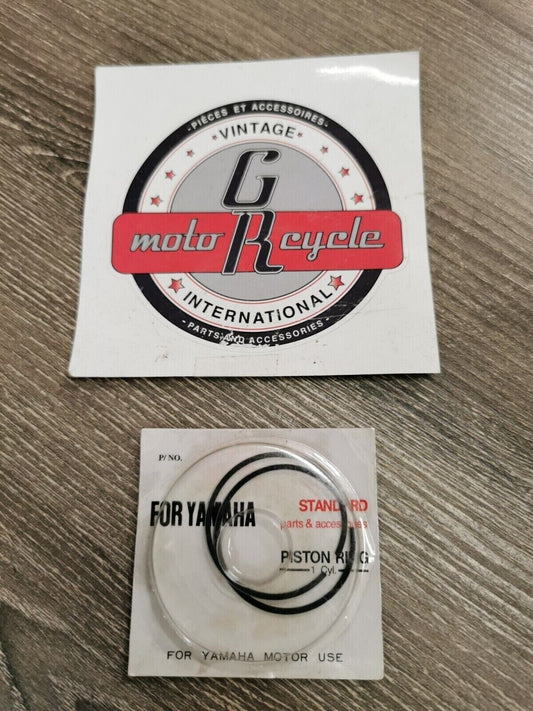 - PIÈCES ET ACCESSOIRES -
VINTAGE
GR
moto cycle
INTERNATIONAL
- PARTS AND ACCESSORIES -
P/NO.
FOR YAMAHA
STANDARD
parts & accessories
PISTON RING
1 Cyl.
FOR YAMAHA MOTOR USE